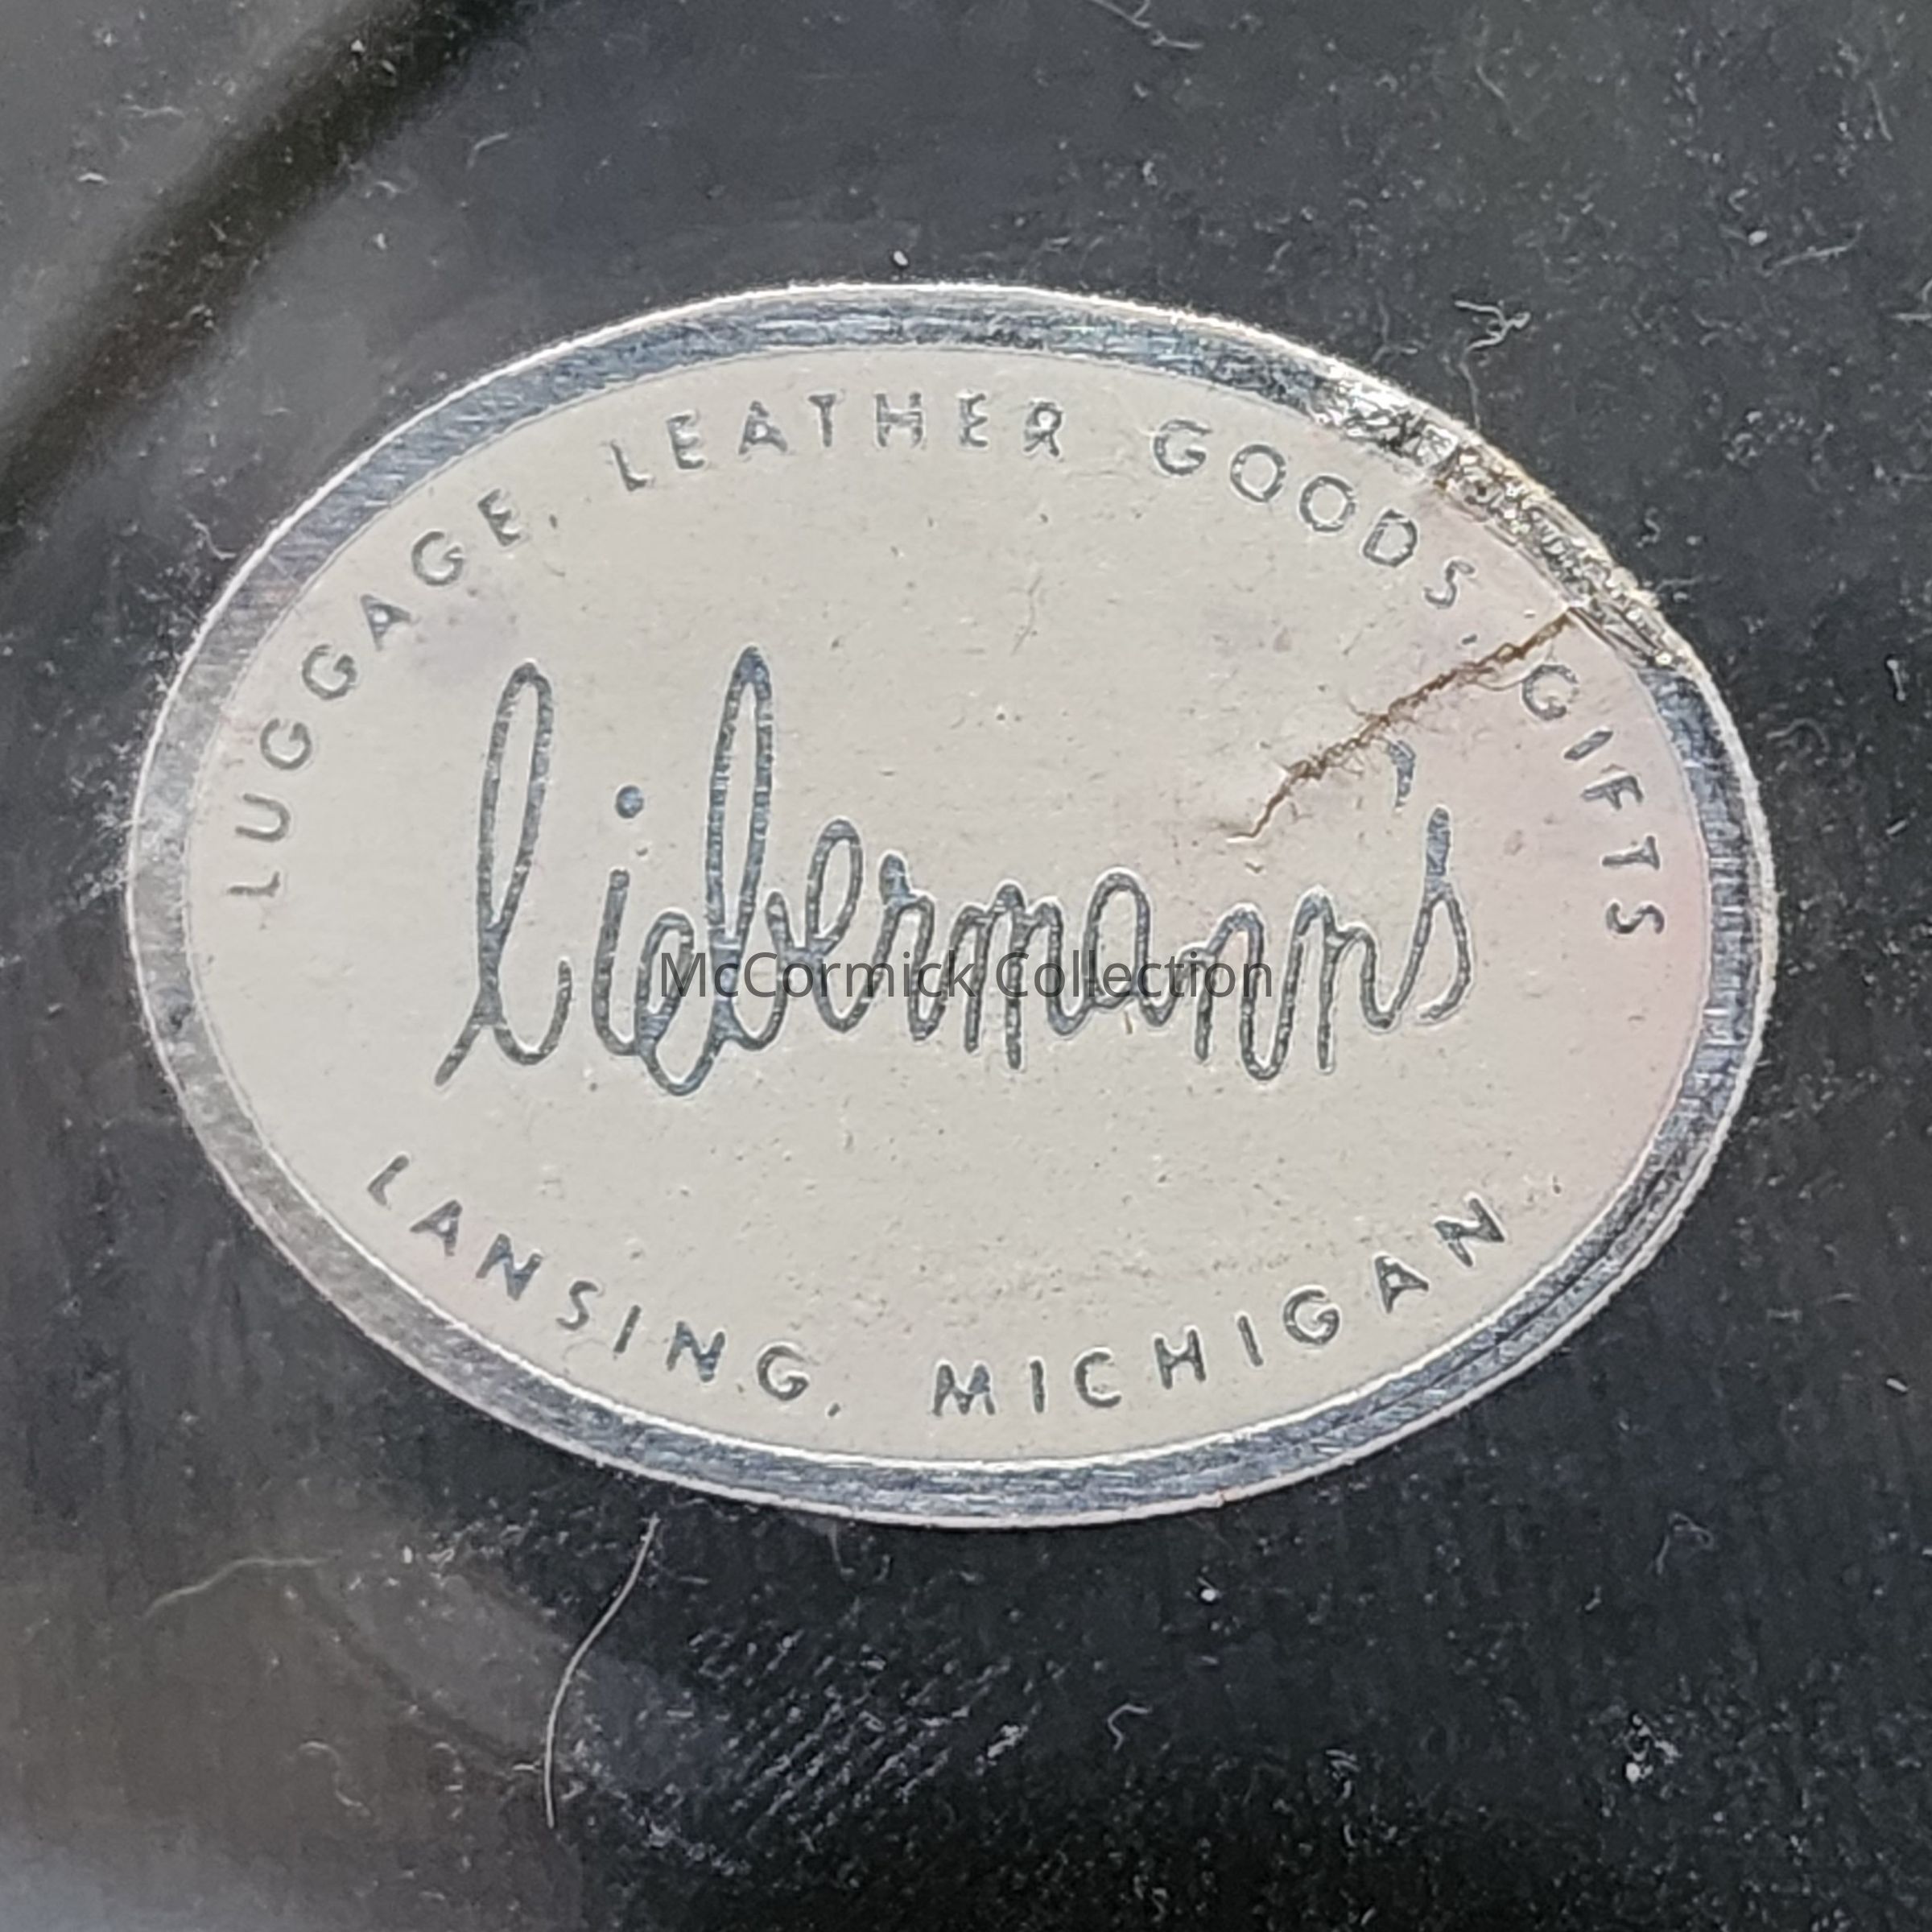 LUGGAGE, LEATHER GOODS, GIFTS
liebermann's
McCormick Collection
LANSING, MICHIGAN